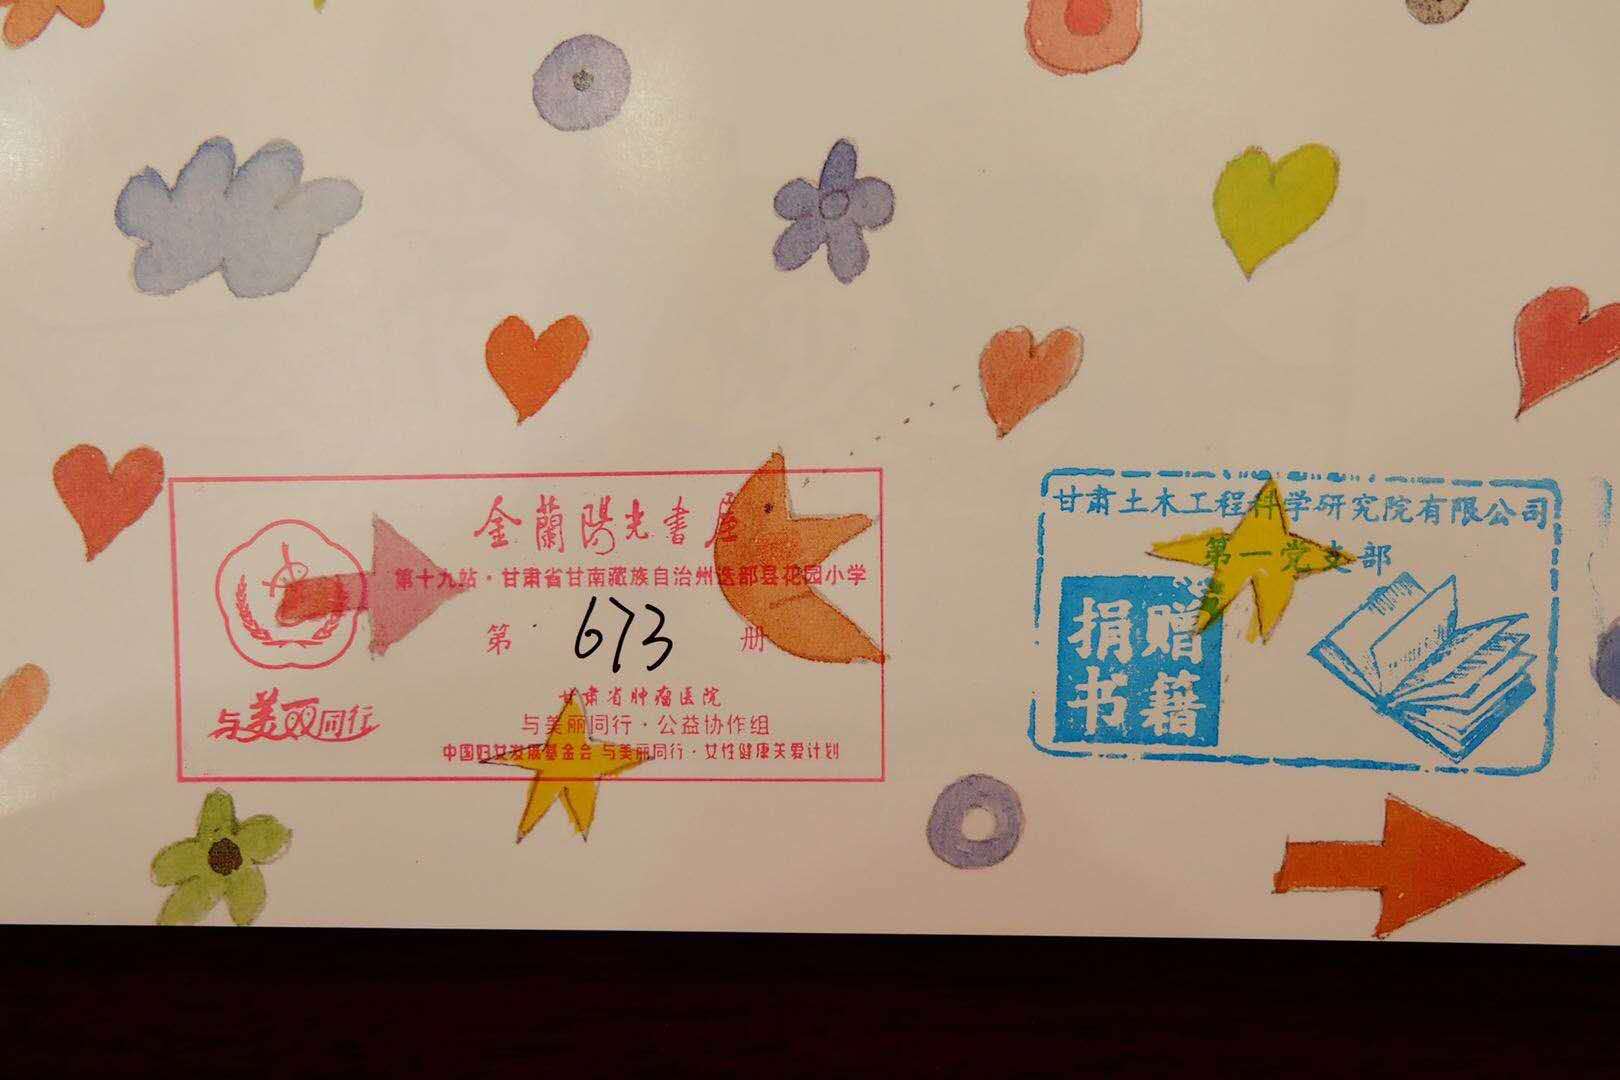 金蘭陽光書屋
第十九站·甘肃省甘南藏族自治州迭部县花园小学
第 673 册
甘肃省肿瘤医院
与美丽同行·公益协作组
中国妇女发展基金会 与美丽同行·女性健康关爱计划
与美丽同行
甘肃土木工程科学研究院有限公司
第一党支部
捐赠
书籍